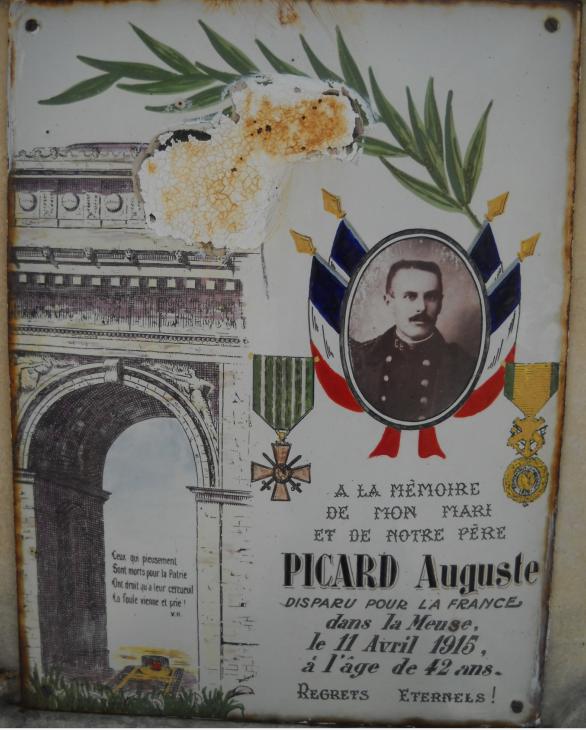 Ceux qui pieusement
Sont morts pour la Patrie
Ont droit qu'a leur cercueuil
La foule vienne et prie !
V.H.
A LA MÈMOIRE
DE MON MARI
ET DE NOTRE PÈRE
PICARD Auguste
DISPARU POUR LA FRANCE
dans la Meuse,
le 11 Avril 1915,
á l'âge de 42 ans.
REGRETS ETERNELS !